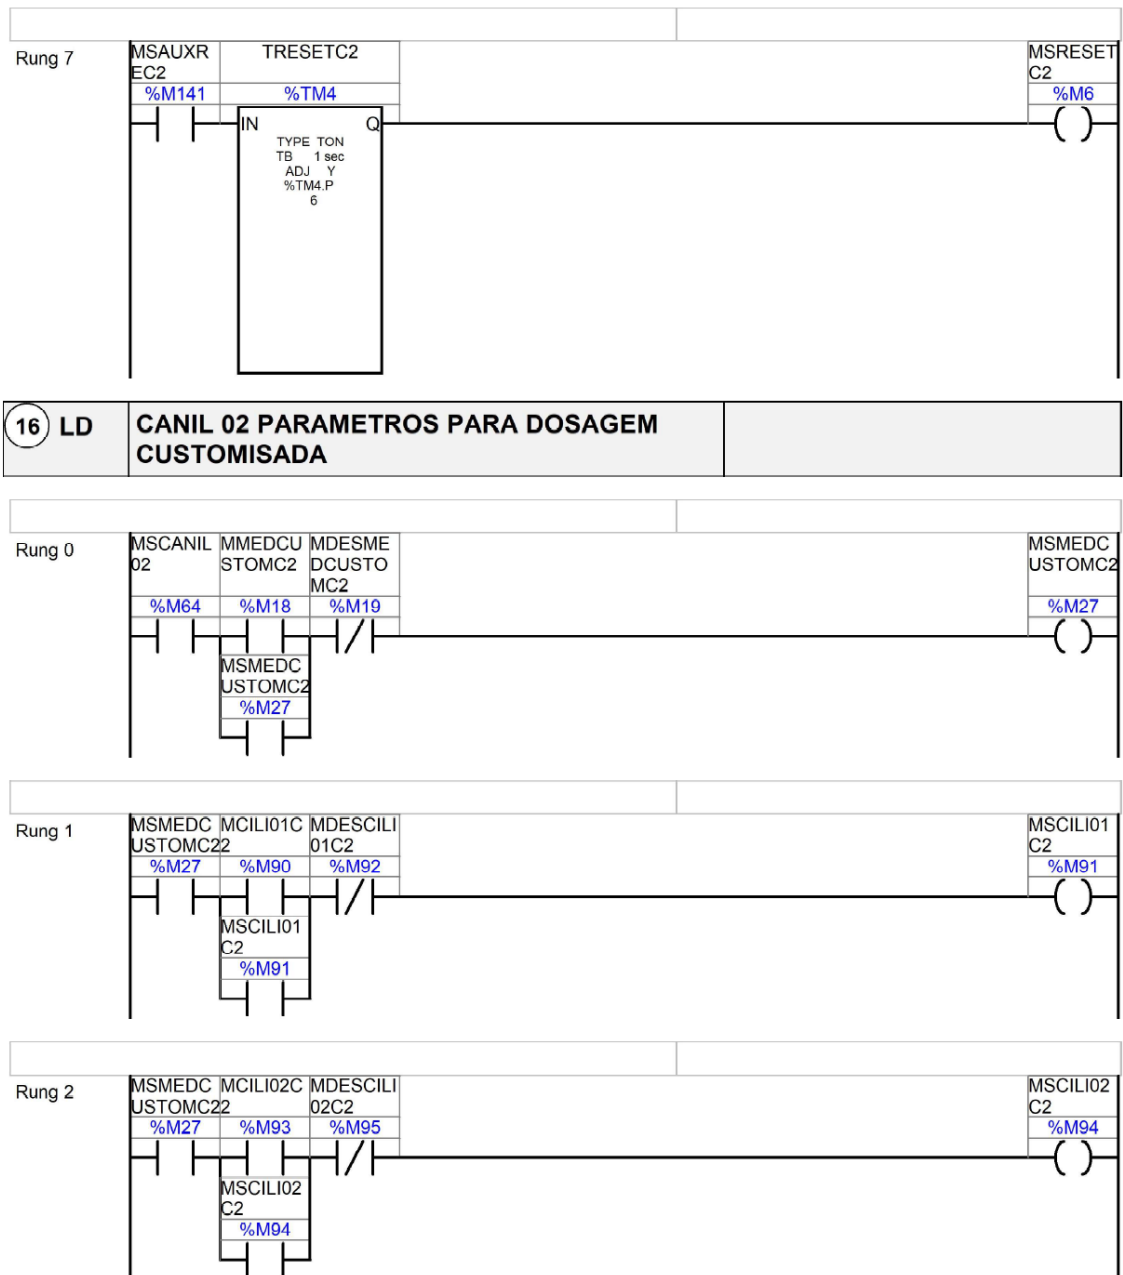 Rung 7
MSAUXR
EC2
%M141
TRESETC2
%TM4
IN Q
TYPE TON
TB 1 sec
ADJ Y
%TM4.P
6
MSRESET
C2
%M6
16 LD
CANIL 02 PARAMETROS PARA DOSAGEM
CUSTOMISADA
Rung 0
MSCANIL
02
%M64
MMEDCU
STOMC2
%M18
MDESME
DCUSTO
MC2
%M19
MSMEDC
USTOMC2
%M27
MSMEDC
USTOMC2
%M27
Rung 1
MSMEDC
USTOMC2
%M27
MCILI01C
2
%M90
MDESCILI
01C2
%M92
MSCILI01
C2
%M91
MSCILI01
C2
%M91
Rung 2
MSMEDC
USTOMC2
%M27
MCILI02C
2
%M93
MDESCILI
02C2
%M95
MSCILI02
C2
%M94
MSCILI02
C2
%M94